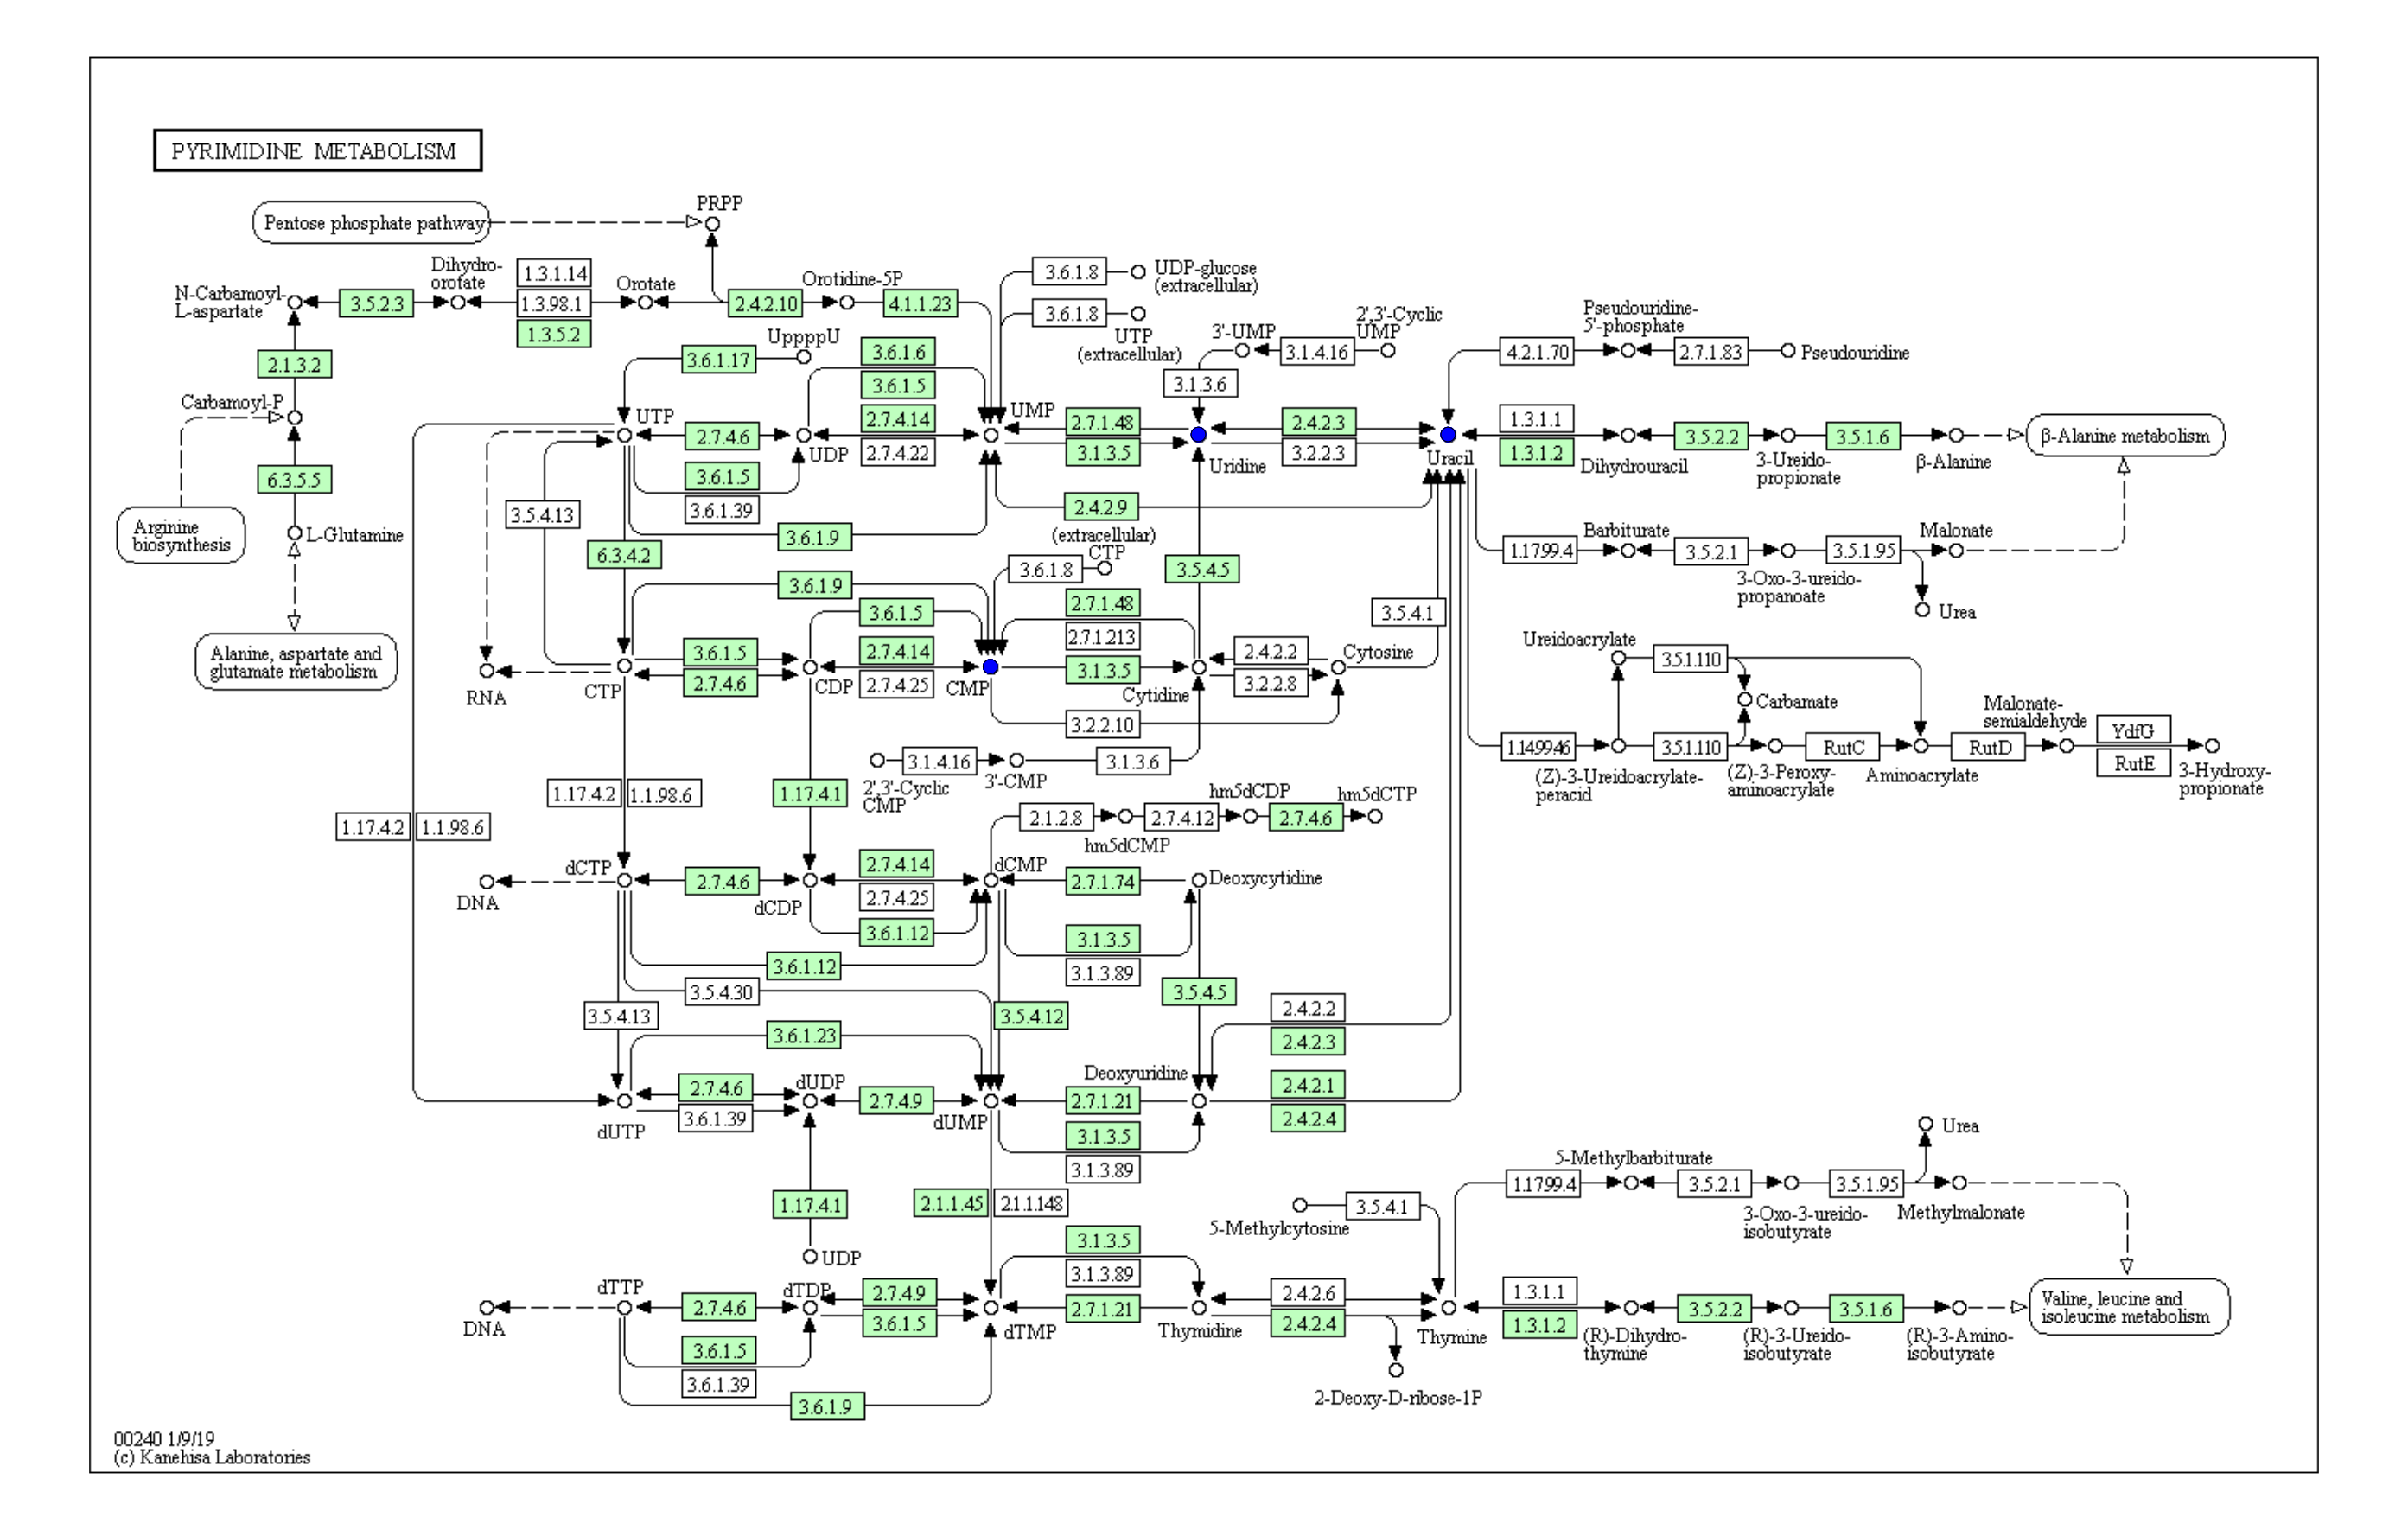 PYRIMIDINE METABOLISM
PRPP
Pentose phosphate pathway
Dihydro-
orotate
1.3.1.14
Orotate
Orotidine-5P
3.6.1.8
UDP-glucose
(extracellular)
N-Carbamoyl-
L-aspartate
3.5.2.3
1.3.98.1
2.4.2.10
4.1.1.23
1.3.5.2
3.6.1.8
UTP
(extracellular)
3'-UMP
2',3'-Cyclic
UMP
Pseudouridine-
5'-phosphate
UppppU
3.6.1.17
3.6.1.6
3.1.4.16
4.2.1.70
2.7.1.83
Pseudouridine
2.1.3.2
3.6.1.5
3.1.3.6
Carbamoyl-P
UTP
2.7.4.14
UMP
2.7.1.48
2.4.2.3
1.3.1.1
2.7.4.6
UDP
2.7.4.22
3.1.3.5
Uridine
3.2.2.3
Uracil
1.3.1.2
Dihydrouracil
3.5.2.2
3-Ureido-
propionate
3.5.1.6
β-Alanine
β-Alanine metabolism
6.3.5.5
3.6.1.5
3.6.1.39
3.5.4.13
2.4.2.9
Arginine
biosynthesis
L-Glutamine
3.6.1.9
(extracellular)
CTP
Barbiturate
Malonate
6.3.4.2
3.6.1.8
3.5.4.5
1.1799.4
3.5.2.1
3.5.1.95
3-Oxo-3-ureido-
propanoate
Urea
3.6.1.9
2.7.1.48
3.6.1.5
2.7.1.213
3.5.4.1
Alanine, aspartate and
glutamate metabolism
3.6.1.5
2.7.4.14
2.4.2.2
Cytosine
Ureidoacrylate
3.5.1.110
RNA
CTP
2.7.4.6
CDP
2.7.4.25
CMP
3.1.3.5
Cytidine
3.2.2.8
Carbamate
3.2.2.10
Malonate-
semialdehyde
YdfG
3.1.4.16
3.1.3.6
1.149946
3.5.1.110
RutC
RutD
RutE
2',3'-Cyclic
CMP
3'-CMP
(Z)-3-Ureidoacrylate-
peracid
(Z)-3-Peroxy-
aminoacrylate
Aminoacrylate
3-Hydroxy-
propionate
1.17.4.2
1.1.98.6
1.17.4.1
hm5dCDP
hm5dCTP
1.17.4.2
1.1.98.6
2.1.2.8
2.7.4.12
2.7.4.6
hm5dCMP
dCTP
2.7.4.14
dCMP
DNA
2.7.4.6
dCDP
2.7.4.25
2.7.1.74
Deoxycytidine
3.6.1.12
3.1.3.5
3.6.1.12
3.1.3.89
3.5.4.30
3.5.4.5
3.5.4.13
3.5.4.12
2.4.2.2
3.6.1.23
2.4.2.3
Deoxyuridine
2.7.4.6
dUDP
2.7.4.9
2.7.1.21
2.4.2.1
dUTP
3.6.1.39
dUMP
3.1.3.5
2.4.2.4
3.1.3.89
Urea
5-Methylbarbiturate
1.17.4.1
2.1.1.45
2.1.1.148
3.5.4.1
1.1799.4
3.5.2.1
3.5.1.95
5-Methylcytosine
3-Oxo-3-ureido-
isobutyrate
Methylmalonate
UDP
3.1.3.5
3.1.3.89
dTTP
dTDP
2.7.4.9
2.4.2.6
1.3.1.1
DNA
2.7.4.6
3.6.1.5
dTMP
2.7.1.21
Thymidine
2.4.2.4
Thymine
1.3.1.2
(R)-Dihydro-
thymine
3.5.2.2
(R)-3-Ureido-
isobutyrate
3.5.1.6
(R)-3-Amino-
isobutyrate
Valine, leucine and
isoleucine metabolism
3.6.1.5
3.6.1.39
2-Deoxy-D-ribose-1P
3.6.1.9
00240 1/9/19
(c) Kanehisa Laboratories